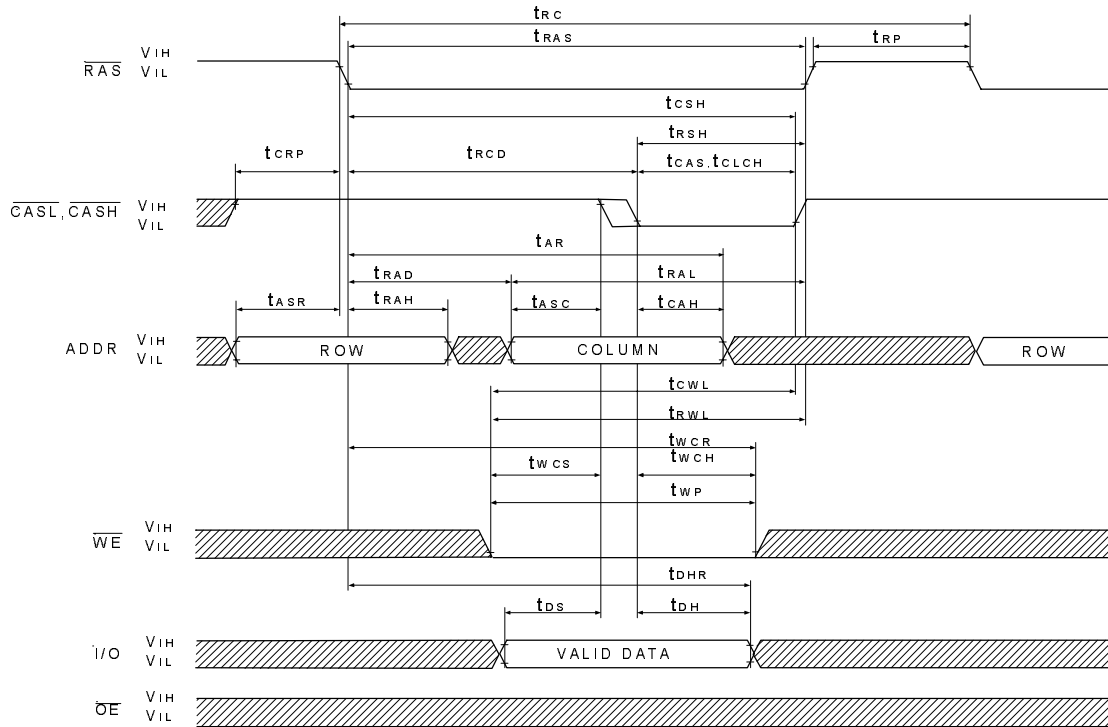 tRC
tRAS
tRP
RAS VIH
VIL
tCSH
tRSH
tCRP tRCD tCAS,tCLCH
CASL,CASH VIH
VIL
tAR
tRAD tRAL
tASR tRAH tASC tCAH
ADDR VIH
VIL
ROW COLUMN ROW
tCWL
tRWL
tWCR
tWCS tWCH
tWP
WE VIH
VIL
tDHR
tDS tDH
I/O VIH
VIL
VALID DATA
OE VIH
VIL